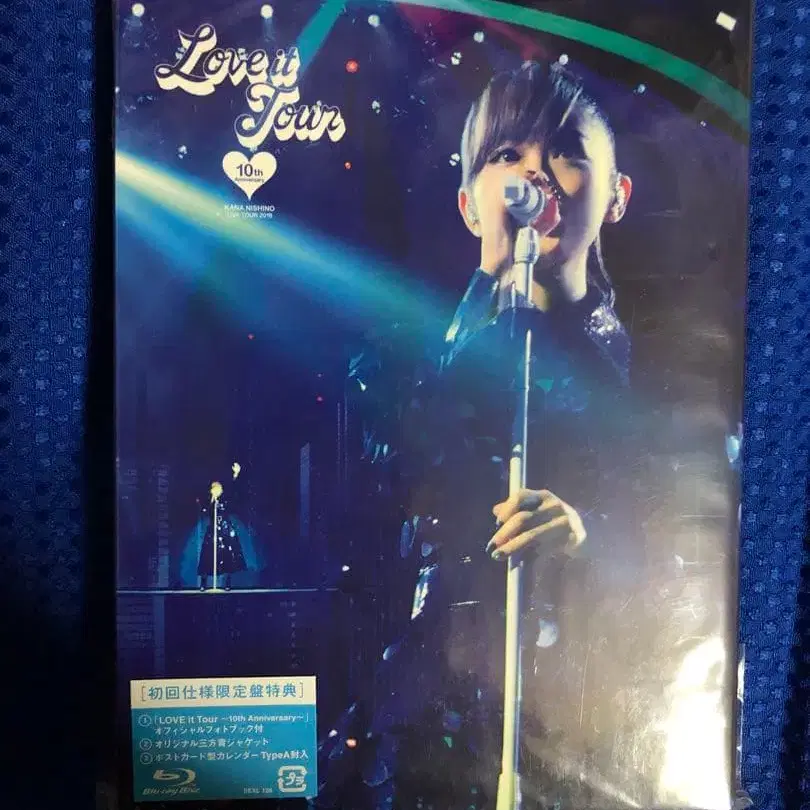 Love it
Tour
10th
Anniversary
KANA NISHINO
LIVE TOUR 2018
[初回仕様限定盤特典]
①「LOVE it Tour ～10th Anniversary～」
オフィシャルフォトブック付
②オリジナル三方背ジャケット
③ポストカード型カレンダー TypeA封入
Blu-ray Disc
プラ